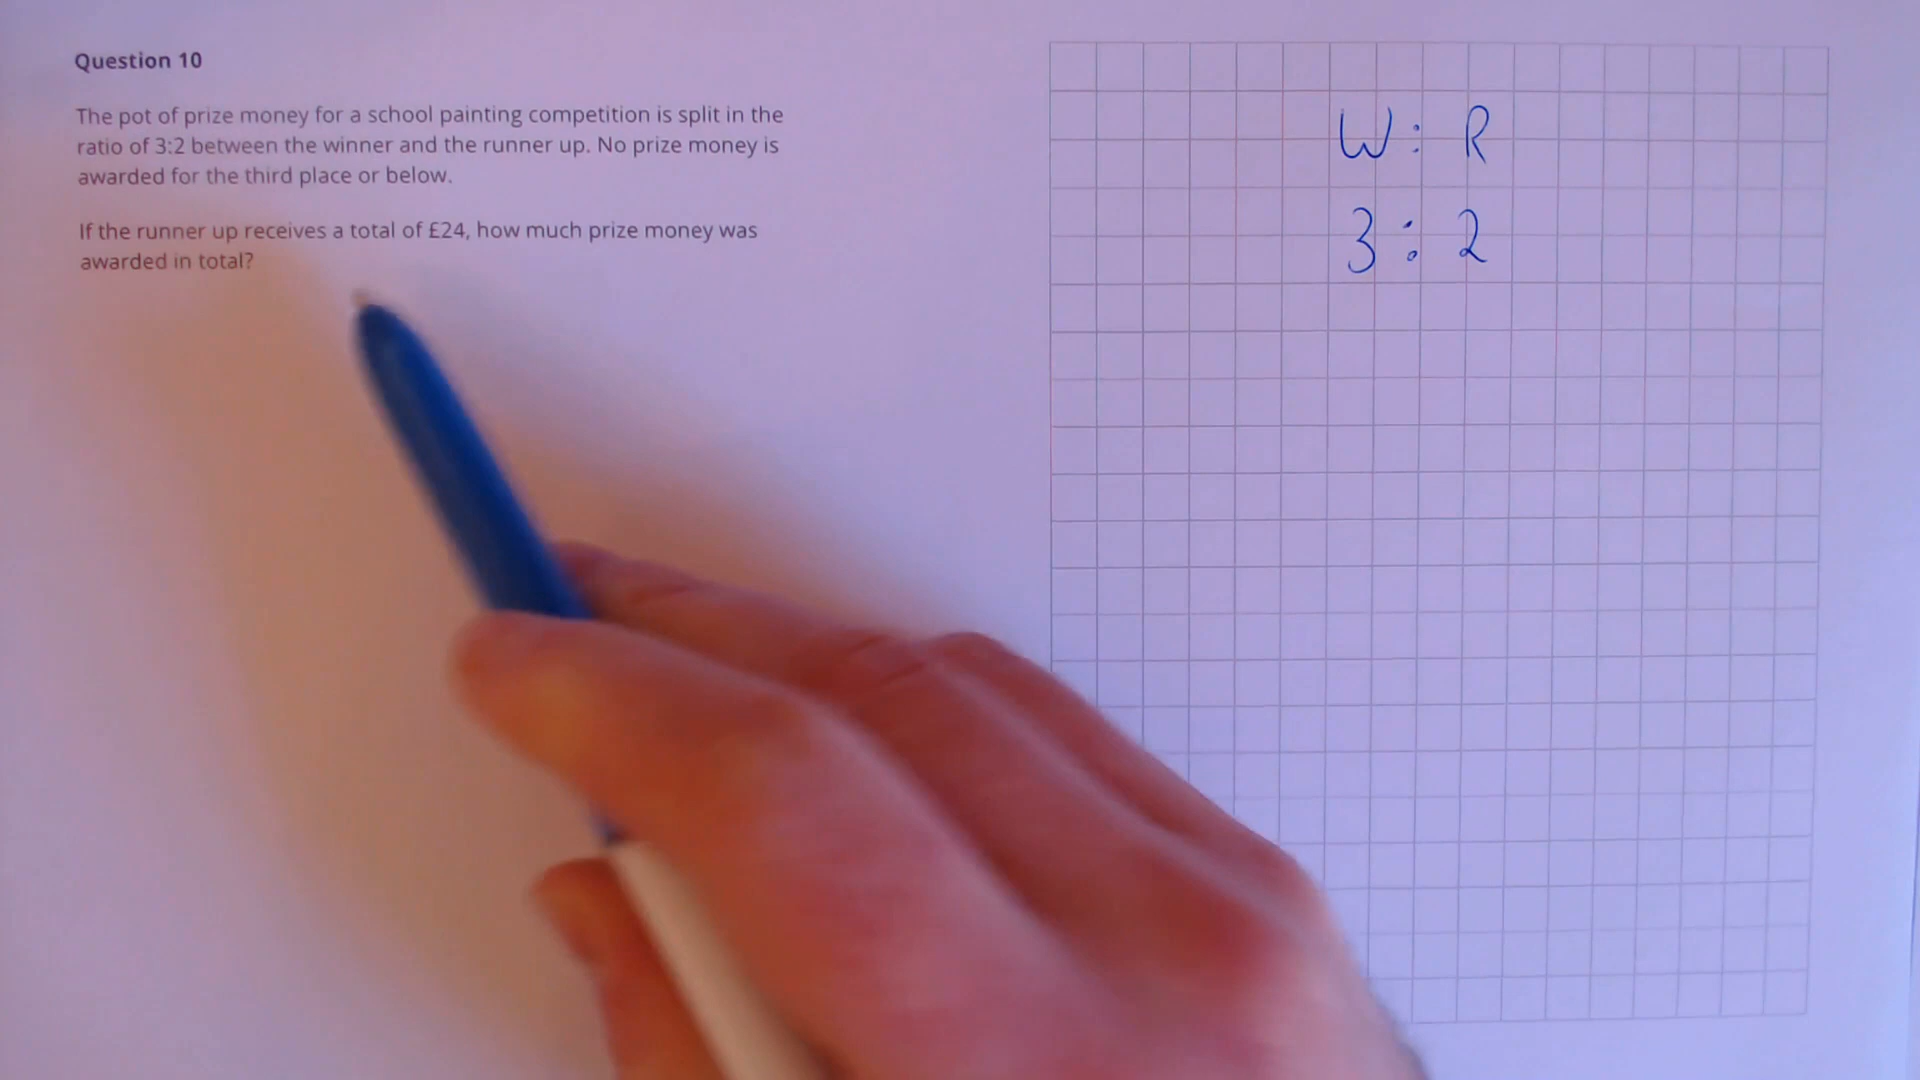 Question 10
The pot of prize money for a school painting competition is split in the
ratio of 3:2 between the winner and the runner up. No prize money is
awarded for the third place or below.
If the runner up receives a total of £24, how much prize money was
awarded in total?
W : R
3 : 2